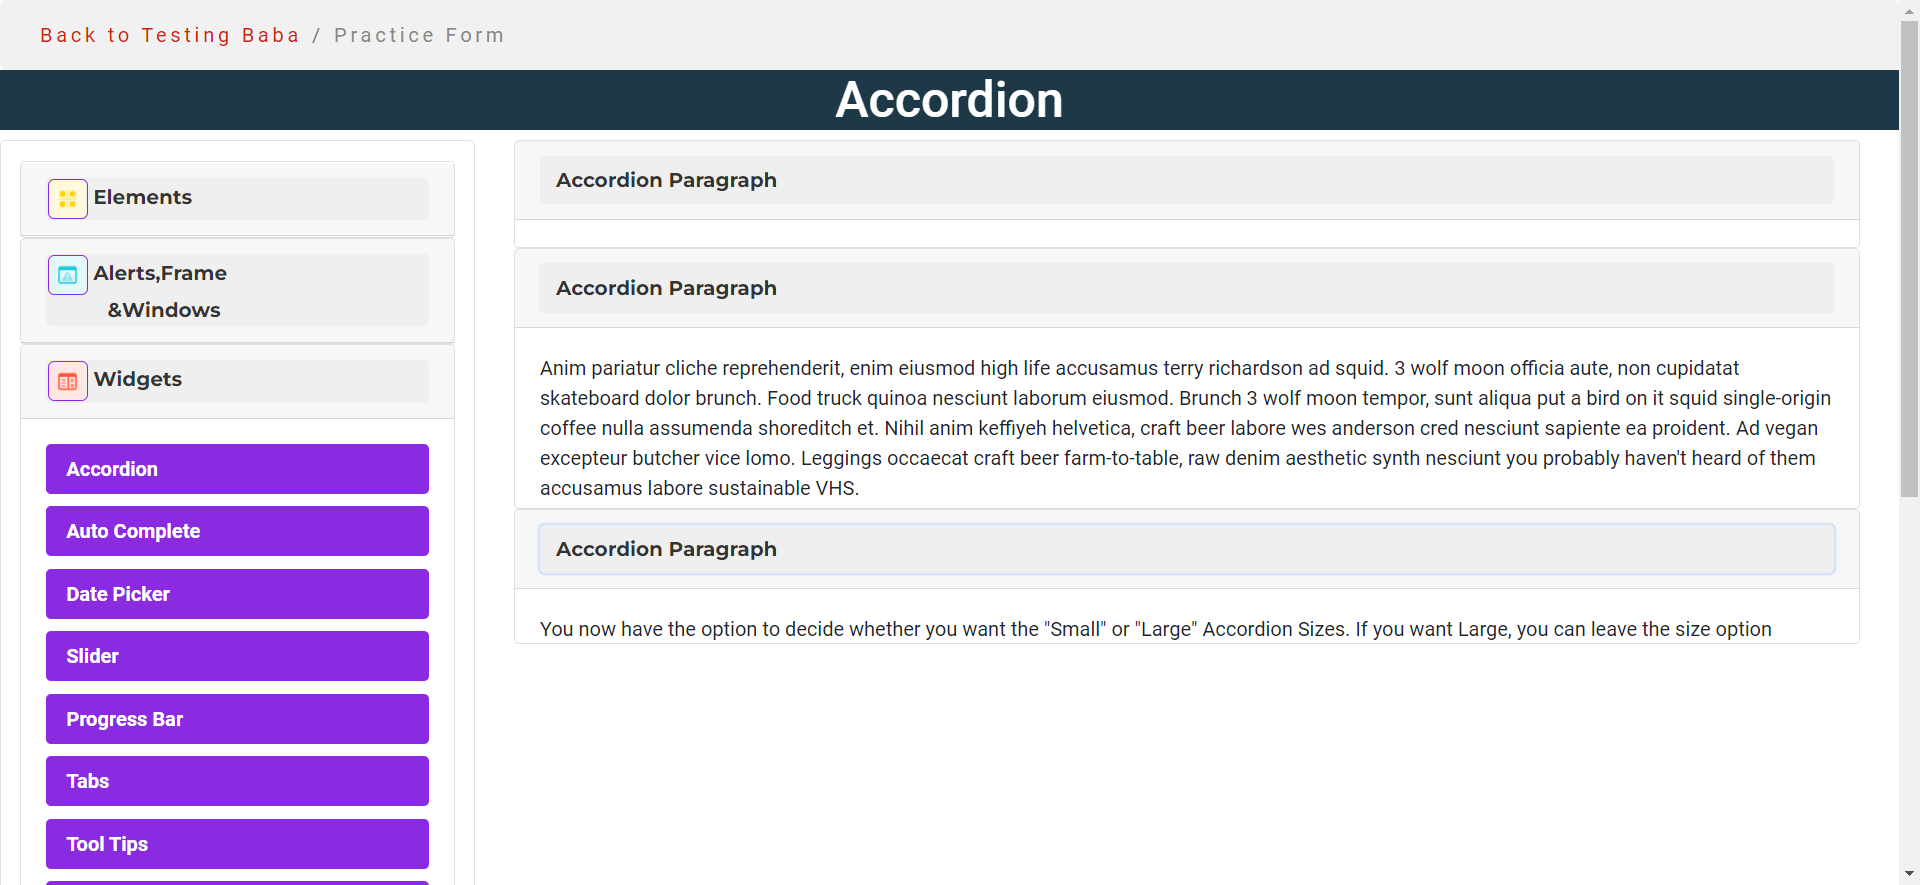 Back to Testing Baba / Practice Form
Accordion
Elements
Alerts,Frame
&Windows
Widgets
Accordion
Auto Complete
Date Picker
Slider
Progress Bar
Tabs
Tool Tips
Accordion Paragraph
Accordion Paragraph
Anim pariatur cliche reprehenderit, enim eiusmod high life accusamus terry richardson ad squid. 3 wolf moon officia aute, non cupidatat
skateboard dolor brunch. Food truck quinoa nesciunt laborum eiusmod. Brunch 3 wolf moon tempor, sunt aliqua put a bird on it squid single-origin
coffee nulla assumenda shoreditch et. Nihil anim keffiyeh helvetica, craft beer labore wes anderson cred nesciunt sapiente ea proident. Ad vegan
excepteur butcher vice lomo. Leggings occaecat craft beer farm-to-table, raw denim aesthetic synth nesciunt you probably haven't heard of them
accusamus labore sustainable VHS.
Accordion Paragraph
You now have the option to decide whether you want the "Small" or "Large" Accordion Sizes. If you want Large, you can leave the size option